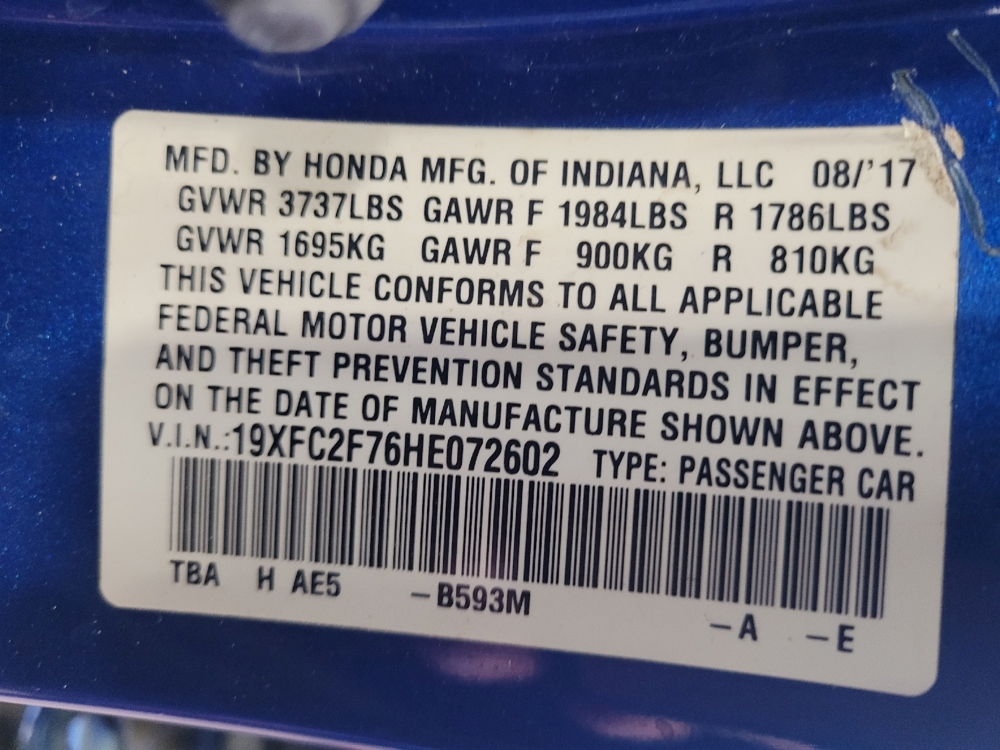 MFD. BY HONDA MFG. OF INDIANA, LLC 08/'17
GVWR 3737LBS GAWR F 1984LBS R 1786LBS
GVWR 1695KG GAWR F 900KG R 810KG
THIS VEHICLE CONFORMS TO ALL APPLICABLE
FEDERAL MOTOR VEHICLE SAFETY, BUMPER,
AND THEFT PREVENTION STANDARDS IN EFFECT
ON THE DATE OF MANUFACTURE SHOWN ABOVE.
V.I.N.:19XFC2F76HE072602 TYPE: PASSENGER CAR
TBA H AE5 –B593M –A –E